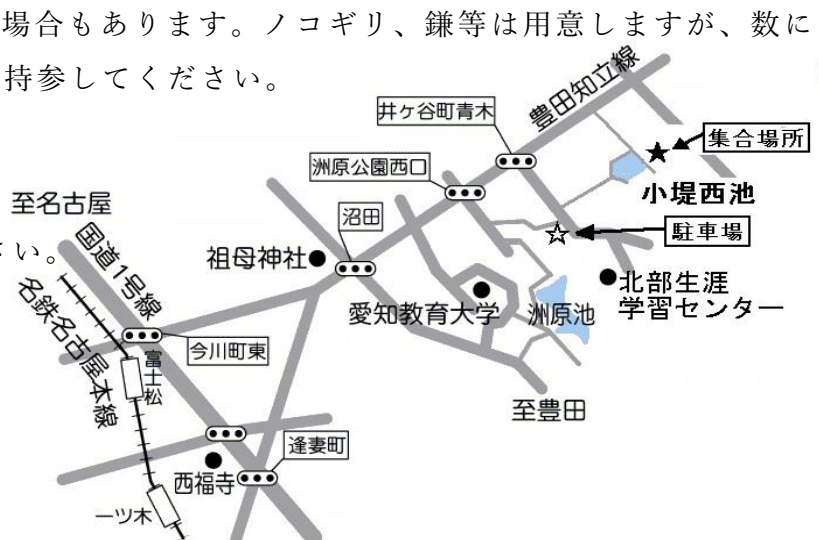 場合もあります。ノコギリ、鎌等は用意しますが、数に
持参してください。
さい。
豊田知立線
井ヶ谷町青木
集合場所
洲原公園西口
小堤西池
至名古屋
沼田
駐車場
国道1号線
祖母神社
北部生涯
学習センター
愛知教育大学
洲原池
名鉄名古屋本線
今川町東
富士松
至豊田
逢妻町
西福寺
一ツ木